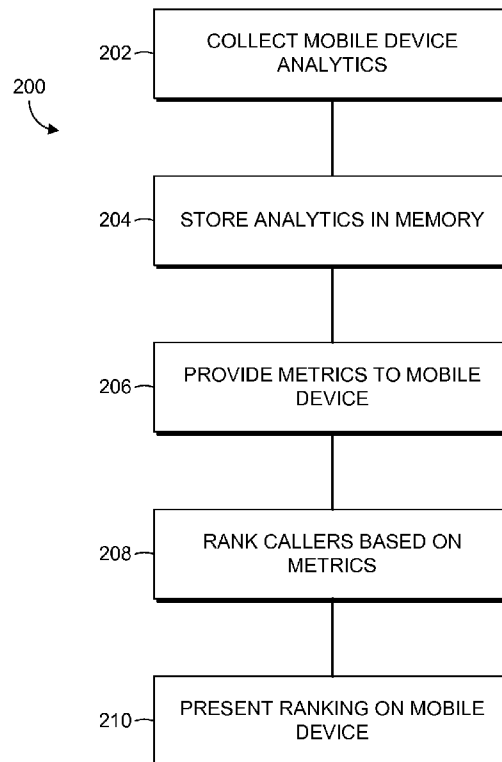 200
202
COLLECT MOBILE DEVICE
ANALYTICS
204
STORE ANALYTICS IN MEMORY
206
PROVIDE METRICS TO MOBILE
DEVICE
208
RANK CALLERS BASED ON
METRICS
210
PRESENT RANKING ON MOBILE
DEVICE